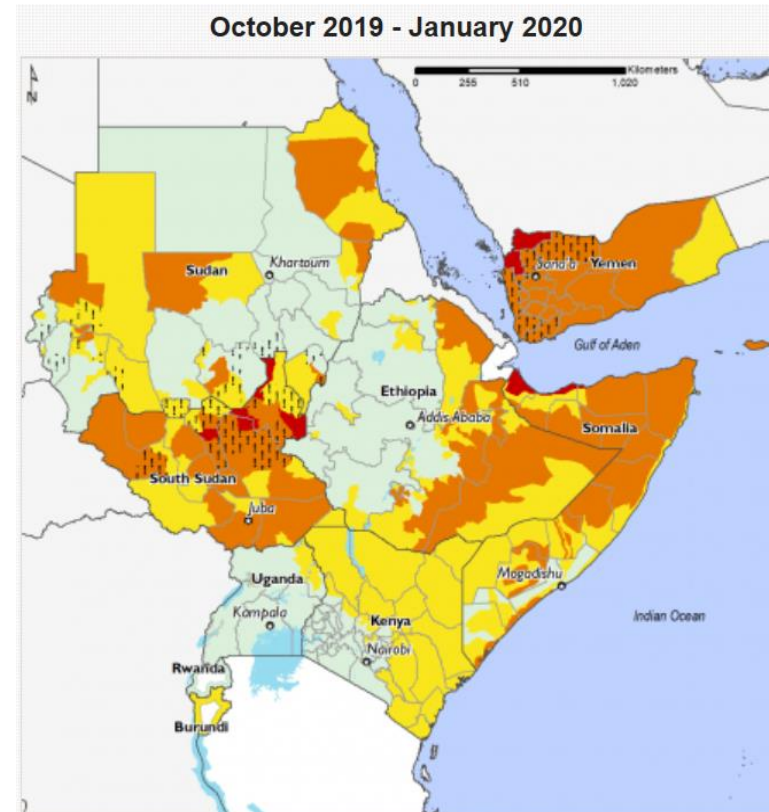 October 2019 - January 2020
N
Kilometers
0 255 510 1,020
Sudan
Khartoum
Sana'a
Yemen
Gulf of Aden
Ethiopia
Addis Ababa
Somalia
South Sudan
Juba
Uganda
Mogadishu
Kampala
Kenya
Indian Ocean
Nairobi
Rwanda
Burundi